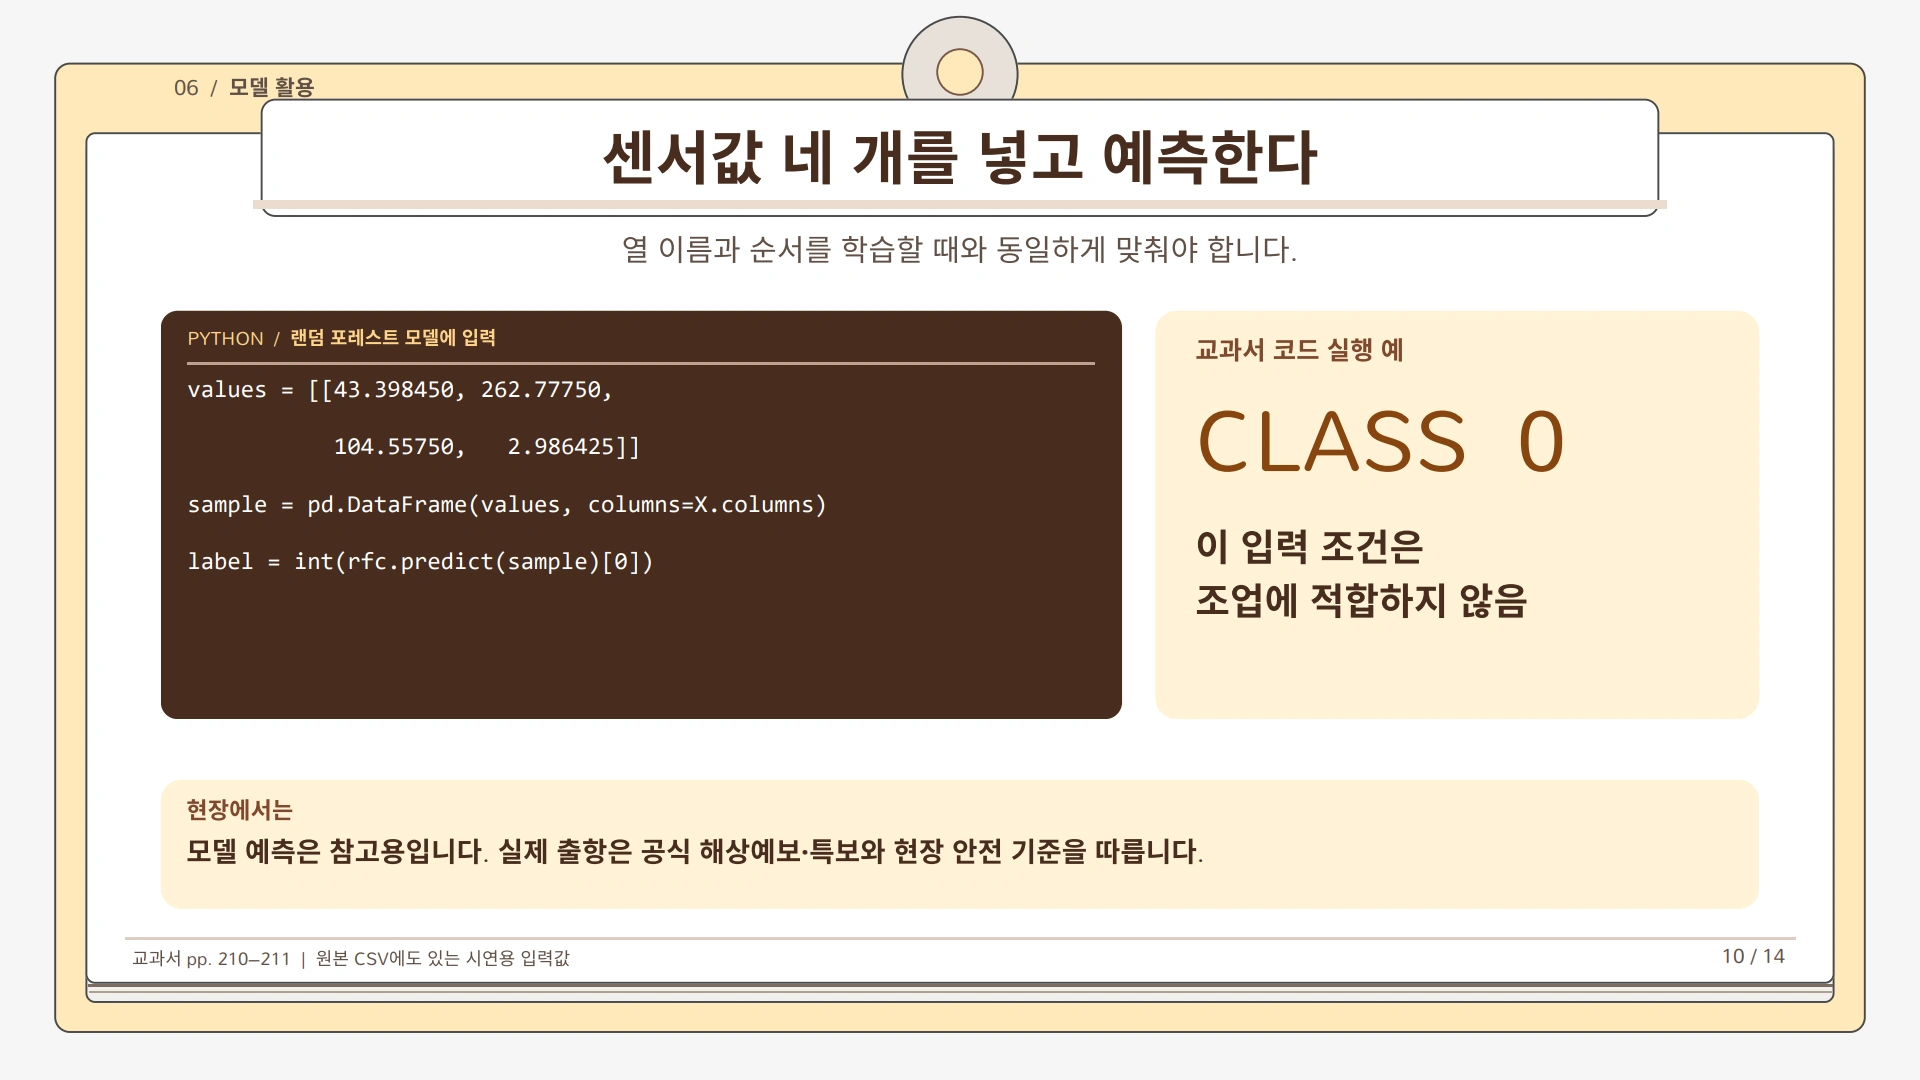 06 / 모델 활용
센서값 네 개를 넣고 예측한다
열 이름과 순서를 학습할 때와 동일하게 맞춰야 합니다.
PYTHON / 랜덤 포레스트 모델에 입력
values = [[43.398450, 262.77750,
104.55750,   2.986425]]
sample = pd.DataFrame(values, columns=X.columns)
label = int(rfc.predict(sample)[0])
교과서 코드 실행 예
CLASS 0
이 입력 조건은
조업에 적합하지 않음
현장에서는
모델 예측은 참고용입니다. 실제 출항은 공식 해상예보·특보와 현장 안전 기준을 따릅니다.
교과서 pp. 210–211 | 원본 CSV에도 있는 시연용 입력값
10 / 14